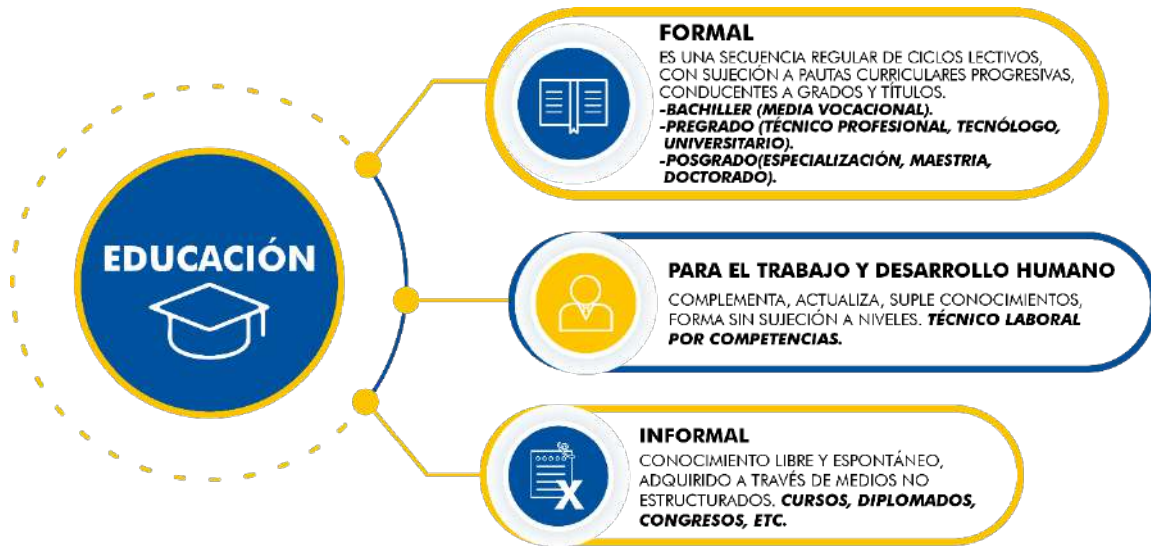 EDUCACIÓN
FORMAL
ES UNA SECUENCIA REGULAR DE CICLOS LECTIVOS,
CON SUJECIÓN A PAUTAS CURRICULARES PROGRESIVAS,
CONDUCENTES A GRADOS Y TÍTULOS.
-BACHILLER (MEDIA VOCACIONAL).
-PREGRADO (TÉCNICO PROFESIONAL, TECNÓLOGO,
UNIVERSITARIO).
-POSGRADO(ESPECIALIZACIÓN, MAESTRIA,
DOCTORADO).
PARA EL TRABAJO Y DESARROLLO HUMANO
COMPLEMENTA, ACTUALIZA, SUPLE CONOCIMIENTOS,
FORMA SIN SUJECIÓN A NIVELES. TÉCNICO LABORAL
POR COMPETENCIAS.
INFORMAL
CONOCIMIENTO LIBRE Y ESPONTÁNEO,
ADQUIRIDO A TRAVÉS DE MEDIOS NO
ESTRUCTURADOS. CURSOS, DIPLOMADOS,
CONGRESOS, ETC.